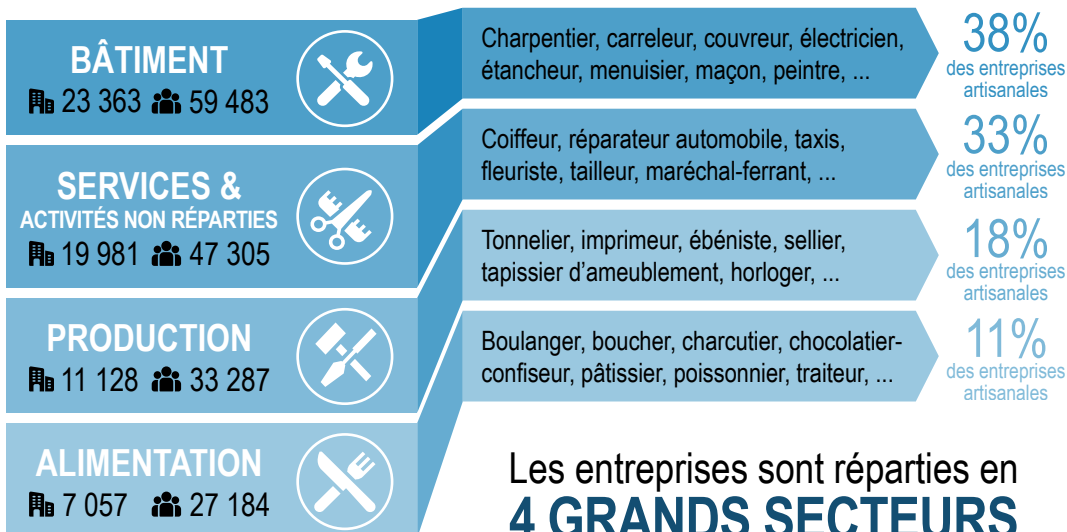 BÂTIMENT
23 363 59 483
Charpentier, carreleur, couvreur, électricien,
étancheur, menuisier, maçon, peintre, ...
38%
des entreprises
artisanales
SERVICES &
ACTIVITÉS NON RÉPARTIES
19 981 47 305
Coiffeur, réparateur automobile, taxis,
fleuriste, tailleur, maréchal-ferrant, ...
33%
des entreprises
artisanales
PRODUCTION
11 128 33 287
Tonnelier, imprimeur, ébéniste, sellier,
tapissier d’ameublement, horloger, ...
18%
des entreprises
artisanales
ALIMENTATION
7 057 27 184
Boulanger, boucher, charcutier, chocolatier-
confiseur, pâtissier, poissonnier, traiteur, ...
11%
des entreprises
artisanales
Les entreprises sont réparties en
4 GRANDS SECTEURS